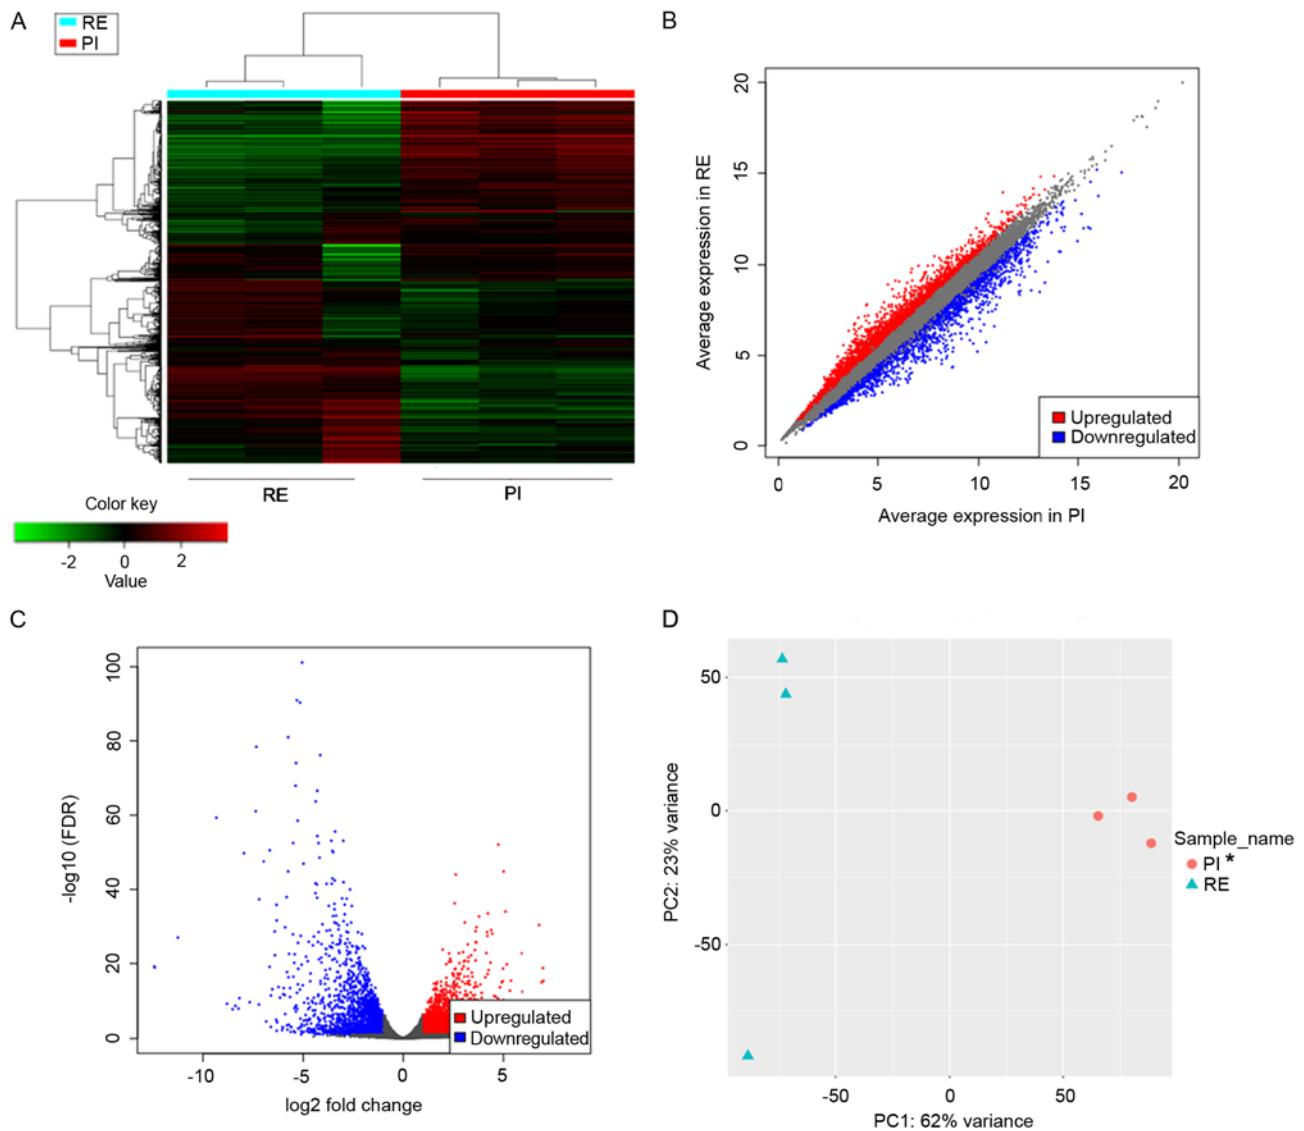 A
RE
PI
RE
PI
Color key
-2
0
2
Value
B
Average expression in RE
20
15
10
5
0
Upregulated
Downregulated
0
5
10
15
20
Average expression in PI
C
-log10 (FDR)
100
80
60
40
20
0
Upregulated
Downregulated
-10
-5
0
5
log2 fold change
D
PC2: 23% variance
50
0
-50
Sample_name
PI *
RE
-50
0
50
PC1: 62% variance